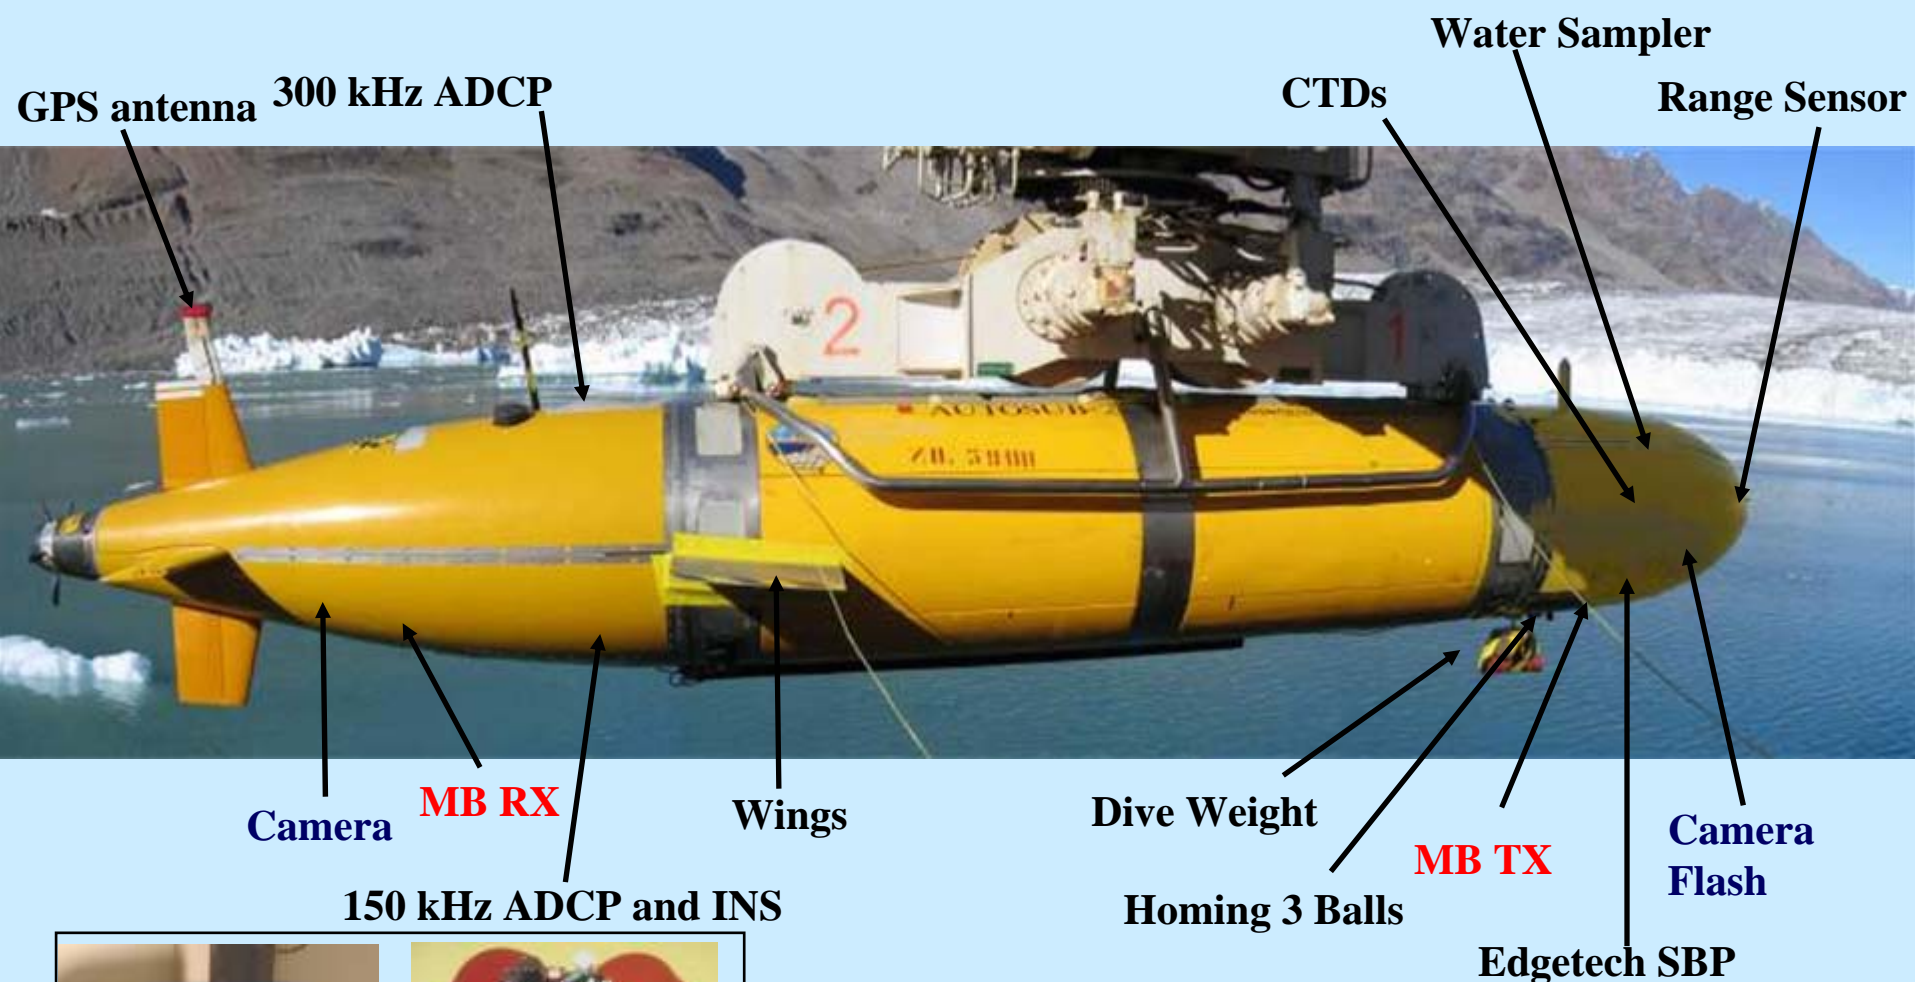 Water Sampler
GPS antenna
300 kHz ADCP
CTDs
Range Sensor
2
1
AUTOSUB
Camera
MB RX
Wings
Dive Weight
MB TX
Camera
Flash
150 kHz ADCP and INS
Homing 3 Balls
Edgetech SBP